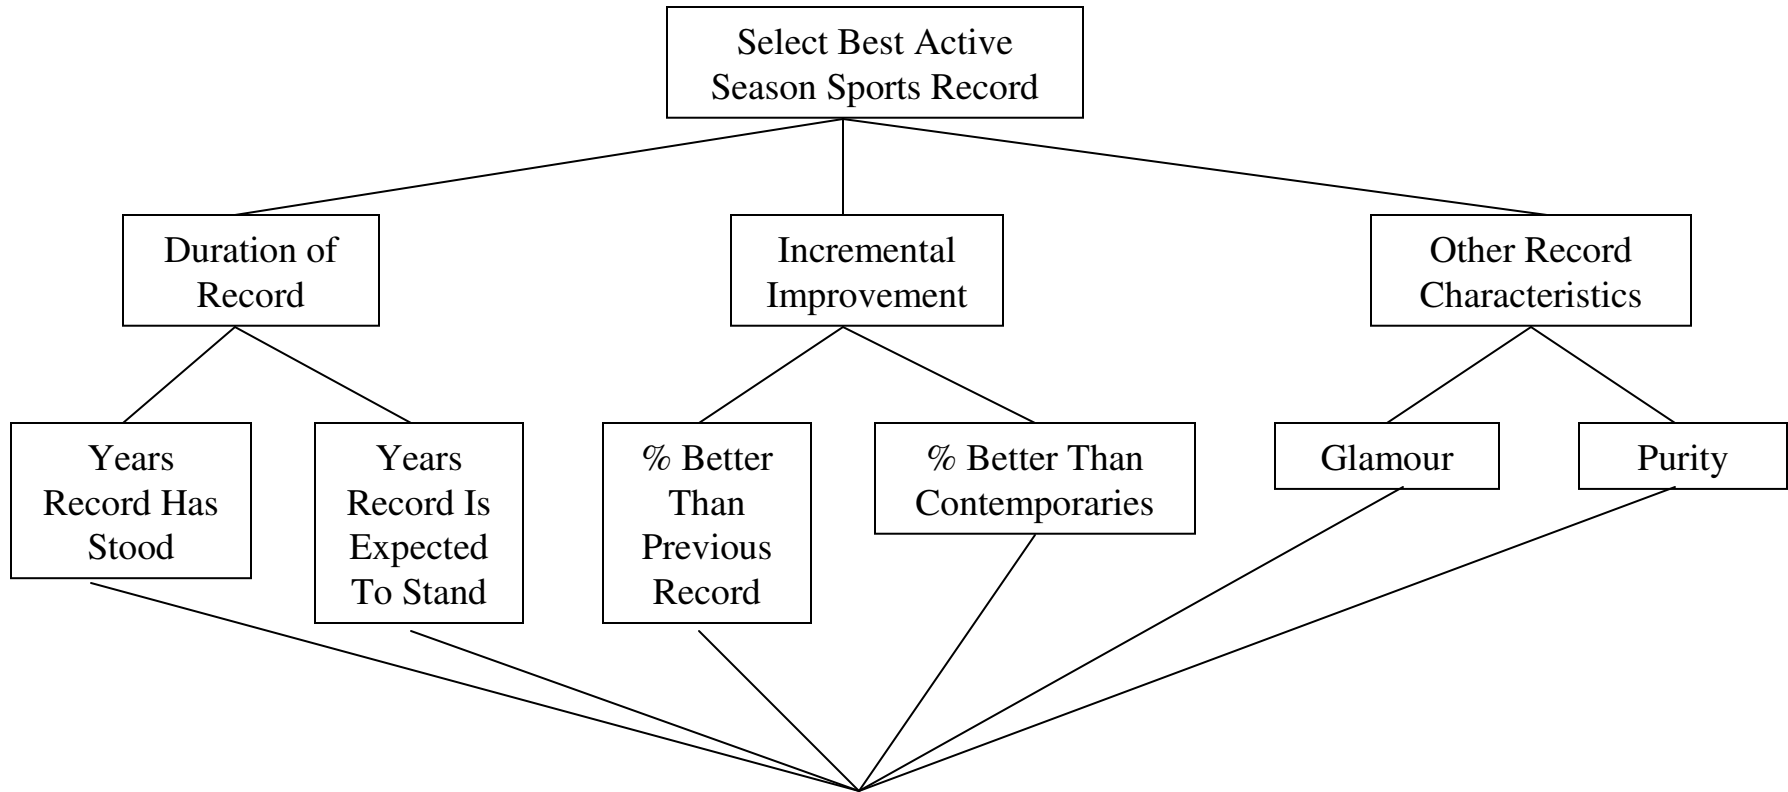 Select Best Active
Season Sports Record
Duration of
Record
Incremental
Improvement
Other Record
Characteristics
Years
Record Has
Stood
Years
Record Is
Expected
To Stand
% Better
Than
Previous
Record
% Better Than
Contemporaries
Glamour
Purity